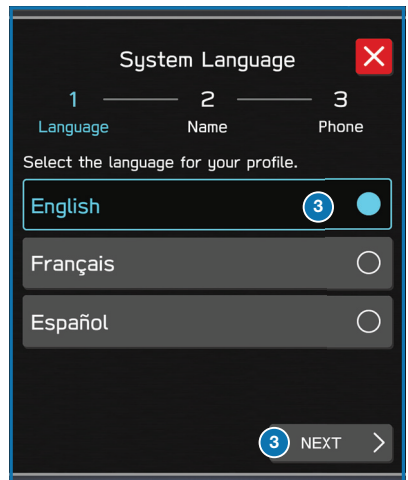 System Language
1 2 3
Language Name Phone
Select the language for your profile.
English 3
Français
Español
3 NEXT